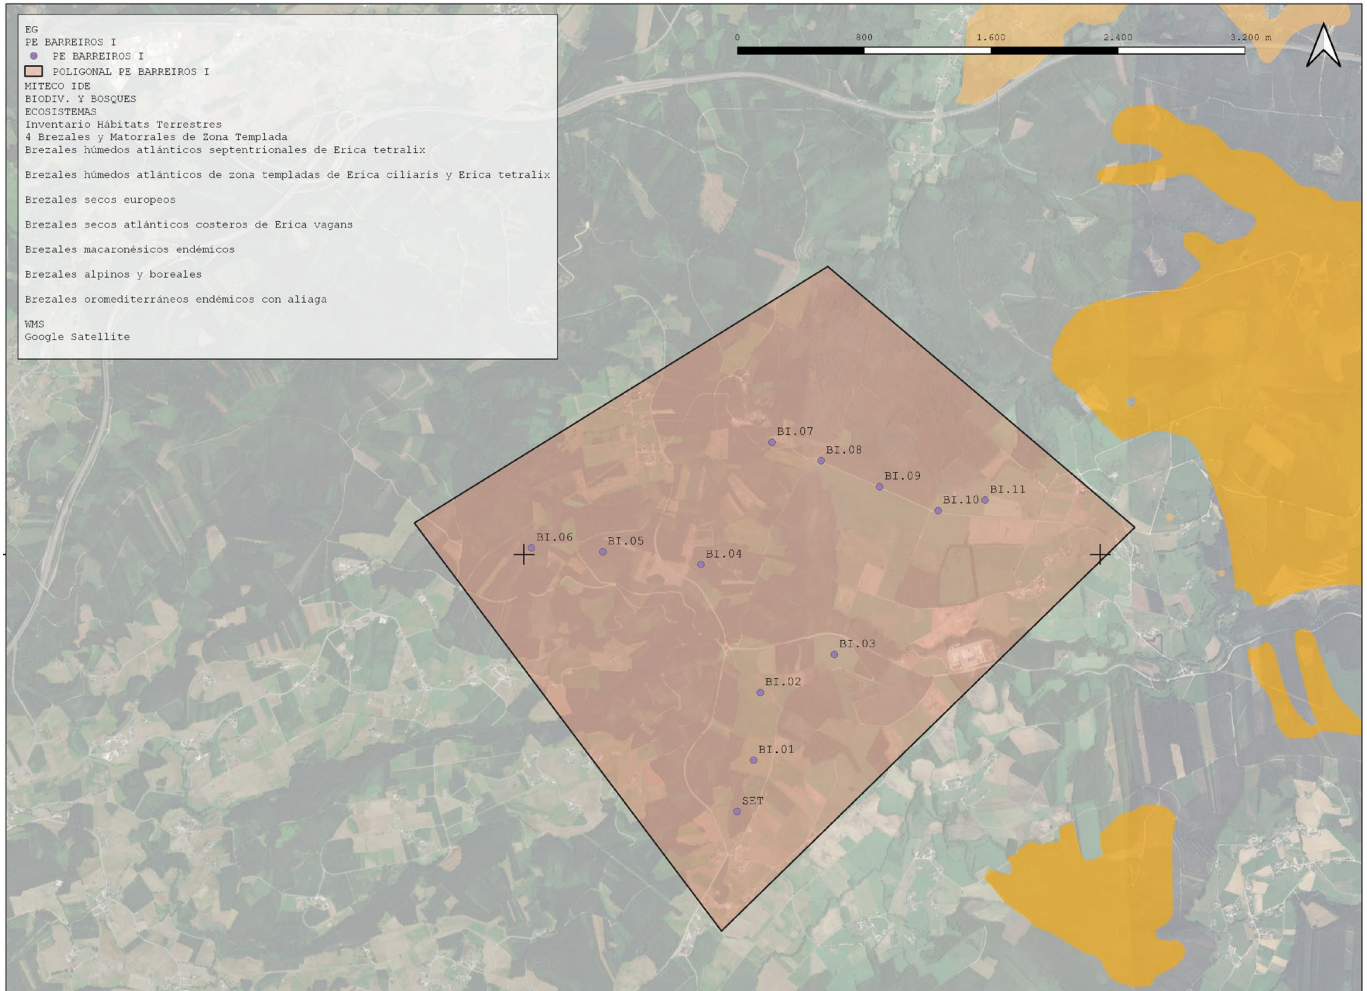 EG
PE BARREIROS I
PE BARREIROS I
POLIGONAL PE BARREIROS I
MITECO IDE
BIODIV. Y BOSQUES
ECOSISTEMAS
Inventario Hábitats Terrestres
4 Brezales y Matorrales de Zona Templada
Brezales húmedos atlánticos septentrionales de Erica tetralix
Brezales húmedos atlánticos de zona templadas de Erica ciliaris y Erica tetralix
Brezales secos europeos
Brezales secos atlánticos costeros de Erica vagans
Brezales macaronésicos endémicos
Brezales alpinos y boreales
Brezales oromediterráneos endémicos con aliaga
WMS
Google Satellite
0 800 1.600 2.400 3.200 m
BI.07
BI.08
BI.09
BI.11
BI.10
BI.06
BI.05
BI.04
BI.03
BI.02
BI.01
SET